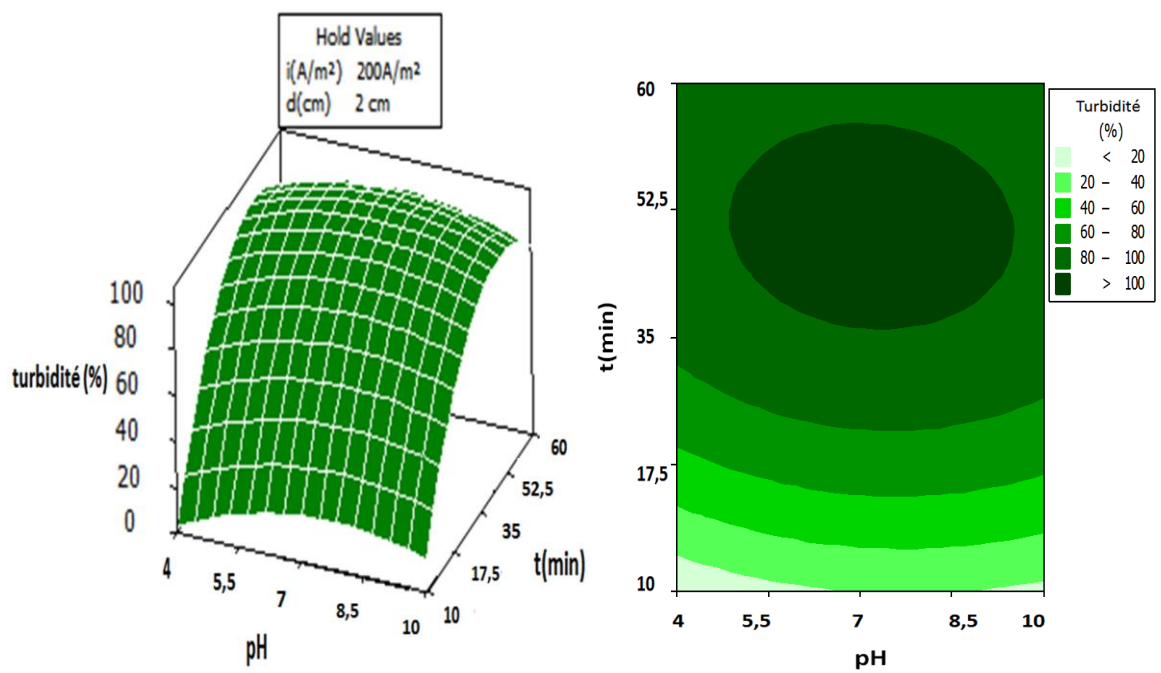 Hold Values
i(A/m²) 200A/m²
d(cm) 2 cm
100
80
turbidité (%) 60
40
20
0
4
5,5
7
8,5
10
pH
10
17,5
35
52,5
60
t(min)
60
52,5
35
17,5
10
t(min)
4 5,5 7 8,5 10
pH
Turbidité
(%)
< 20
20 – 40
40 – 60
60 – 80
80 – 100
> 100